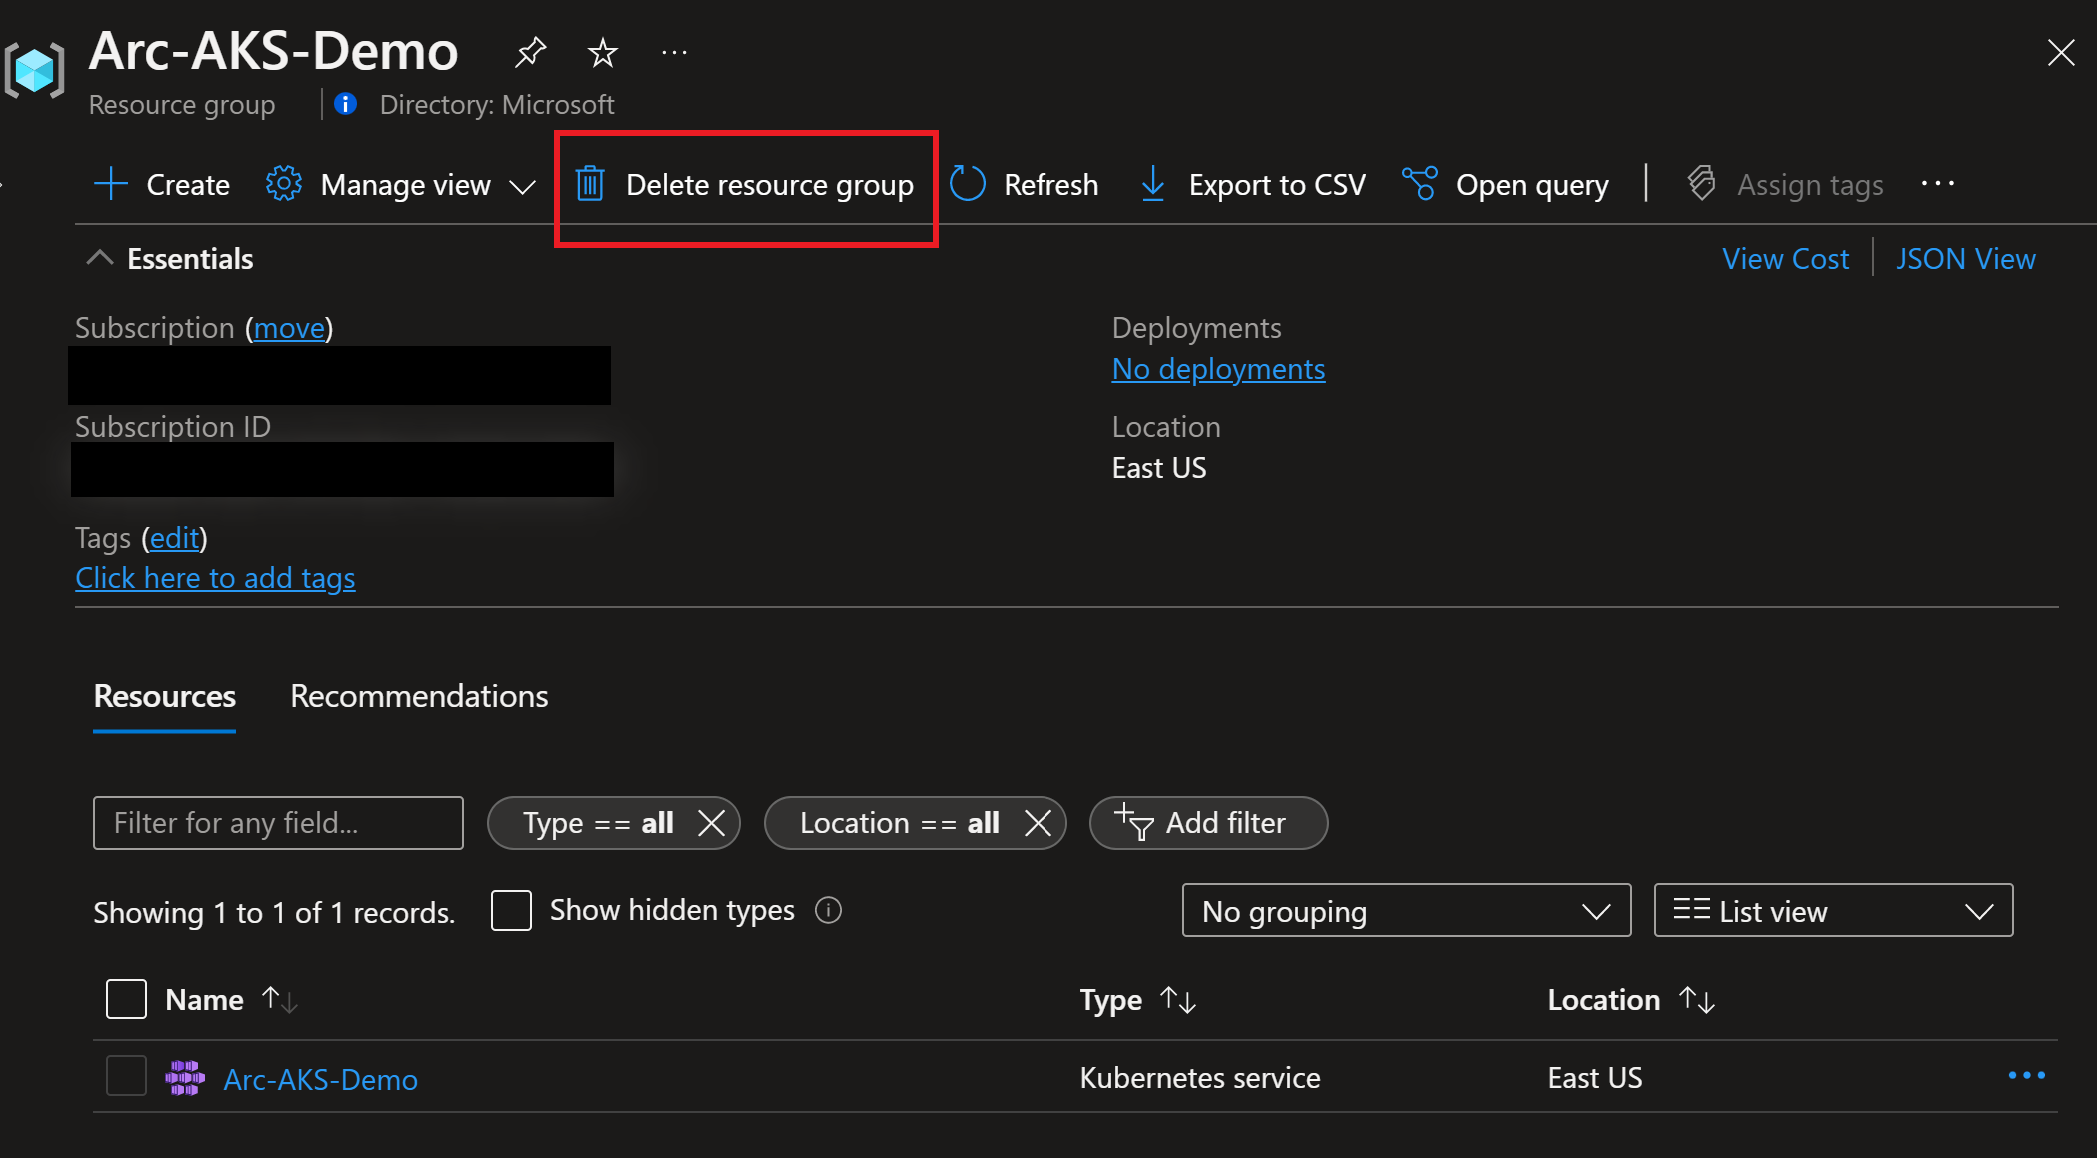 Arc-AKS-Demo
Resource group
Directory: Microsoft
Create
Manage view
Delete resource group
Refresh
Export to CSV
Open query
Assign tags
Essentials
View Cost
JSON View
Subscription (move)
Deployments
No deployments
Subscription ID
Location
East US
Tags (edit)
Click here to add tags
Resources
Recommendations
Filter for any field...
Type == all
Location == all
Add filter
Showing 1 to 1 of 1 records.
Show hidden types
No grouping
List view
Name
Type
Location
Arc-AKS-Demo
Kubernetes service
East US